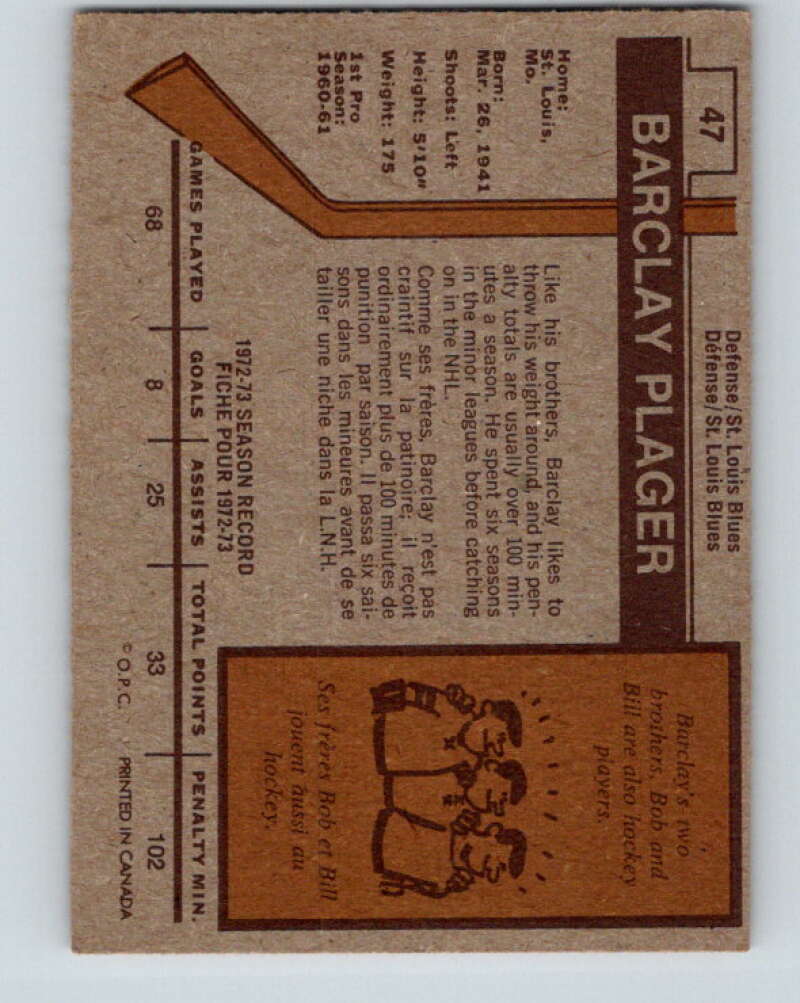 47
Defense/St. Louis Blues
Défense/St. Louis Blues
BARCLAY PLAGER
Home:
St. Louis,
Mo.
Born:
Mar. 26, 1941
Shoots: Left
Height: 5'10"
Weight: 175
1st Pro
Season:
1960-61
Like his brothers, Barclay likes to
throw his weight around, and his pen-
alty totals are usually over 100 min-
utes a season. He spent six seasons
in the minor leagues before catching
on in the NHL.
Comme ses frères, Barclay n'est pas
craintif sur la patinoire; il reçoit
ordinairement plus de 100 minutes de
punition par saison. Il passa six sai-
sons dans les mineures avant de se
tailler une niche dans la L.N.H.
Barclay's two
brothers, Bob and
Bill are also hockey
players.
Ses frères Bob et Bill
jouent aussi au
hockey.
1972-73 SEASON RECORD
FICHE POUR 1972-73
GAMES PLAYED GOALS ASSISTS TOTAL POINTS PENALTY MIN.
68 8 25 33 102
© O.P.C. PRINTED IN CANADA